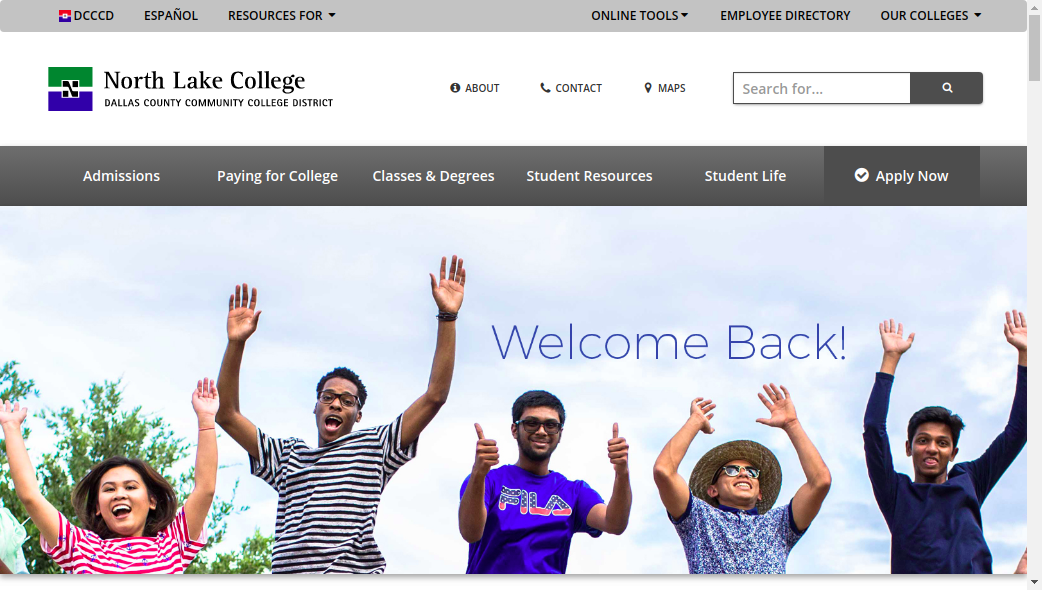 DCCCD ESPAÑOL RESOURCES FOR ONLINE TOOLS EMPLOYEE DIRECTORY OUR COLLEGES
North Lake College
DALLAS COUNTY COMMUNITY COLLEGE DISTRICT
ABOUT CONTACT MAPS
Search for...
Admissions Paying for College Classes & Degrees Student Resources Student Life Apply Now
Welcome Back!
FILA